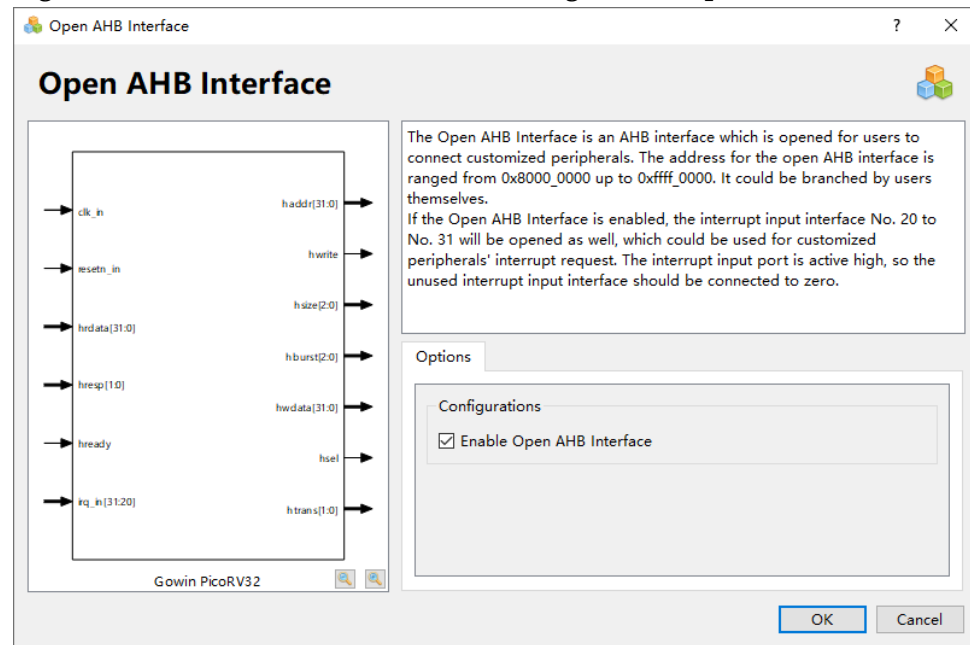 Open AHB Interface
?
Open AHB Interface
clk_in
resetn_in
hrdata[31:0]
hresp[1:0]
hready
irq_in[31:20]
haddr[31:0]
hwrite
hsize[2:0]
hburst[2:0]
hwdata[31:0]
hsel
htrans[1:0]
Gowin PicoRV32
The Open AHB Interface is an AHB interface which is opened for users to
connect customized peripherals. The address for the open AHB interface is
ranged from 0x8000_0000 up to 0xffff_0000. It could be branched by users
themselves.
If the Open AHB Interface is enabled, the interrupt input interface No. 20 to
No. 31 will be opened as well, which could be used for customized
peripherals' interrupt request. The interrupt input port is active high, so the
unused interrupt input interface should be connected to zero.
Options
Configurations
Enable Open AHB Interface
OK
Cancel